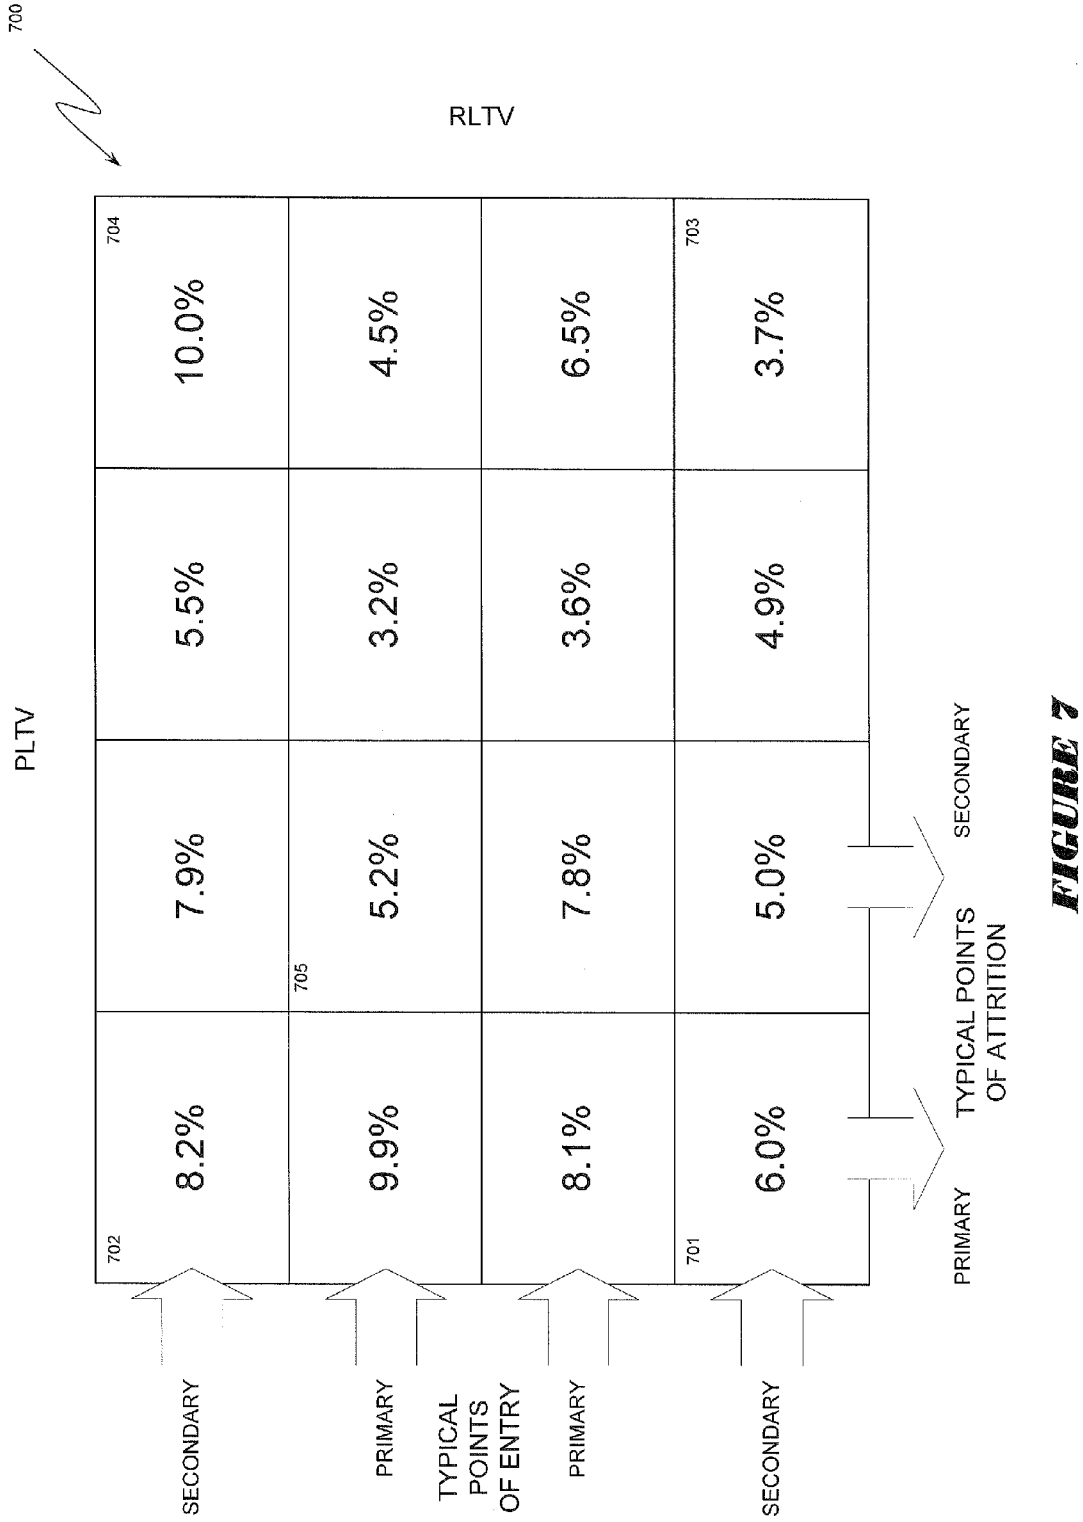 700
PLTV
702
704
SECONDARY
8.2%
7.9%
5.5%
10.0%
705
PRIMARY
9.9%
5.2%
3.2%
4.5%
TYPICAL
POINTS
OF ENTRY
RLTV
PRIMARY
8.1%
7.8%
3.6%
6.5%
701
703
SECONDARY
6.0%
5.0%
4.9%
3.7%
PRIMARY
TYPICAL POINTS
OF ATTRITION
SECONDARY
FIGURE 7